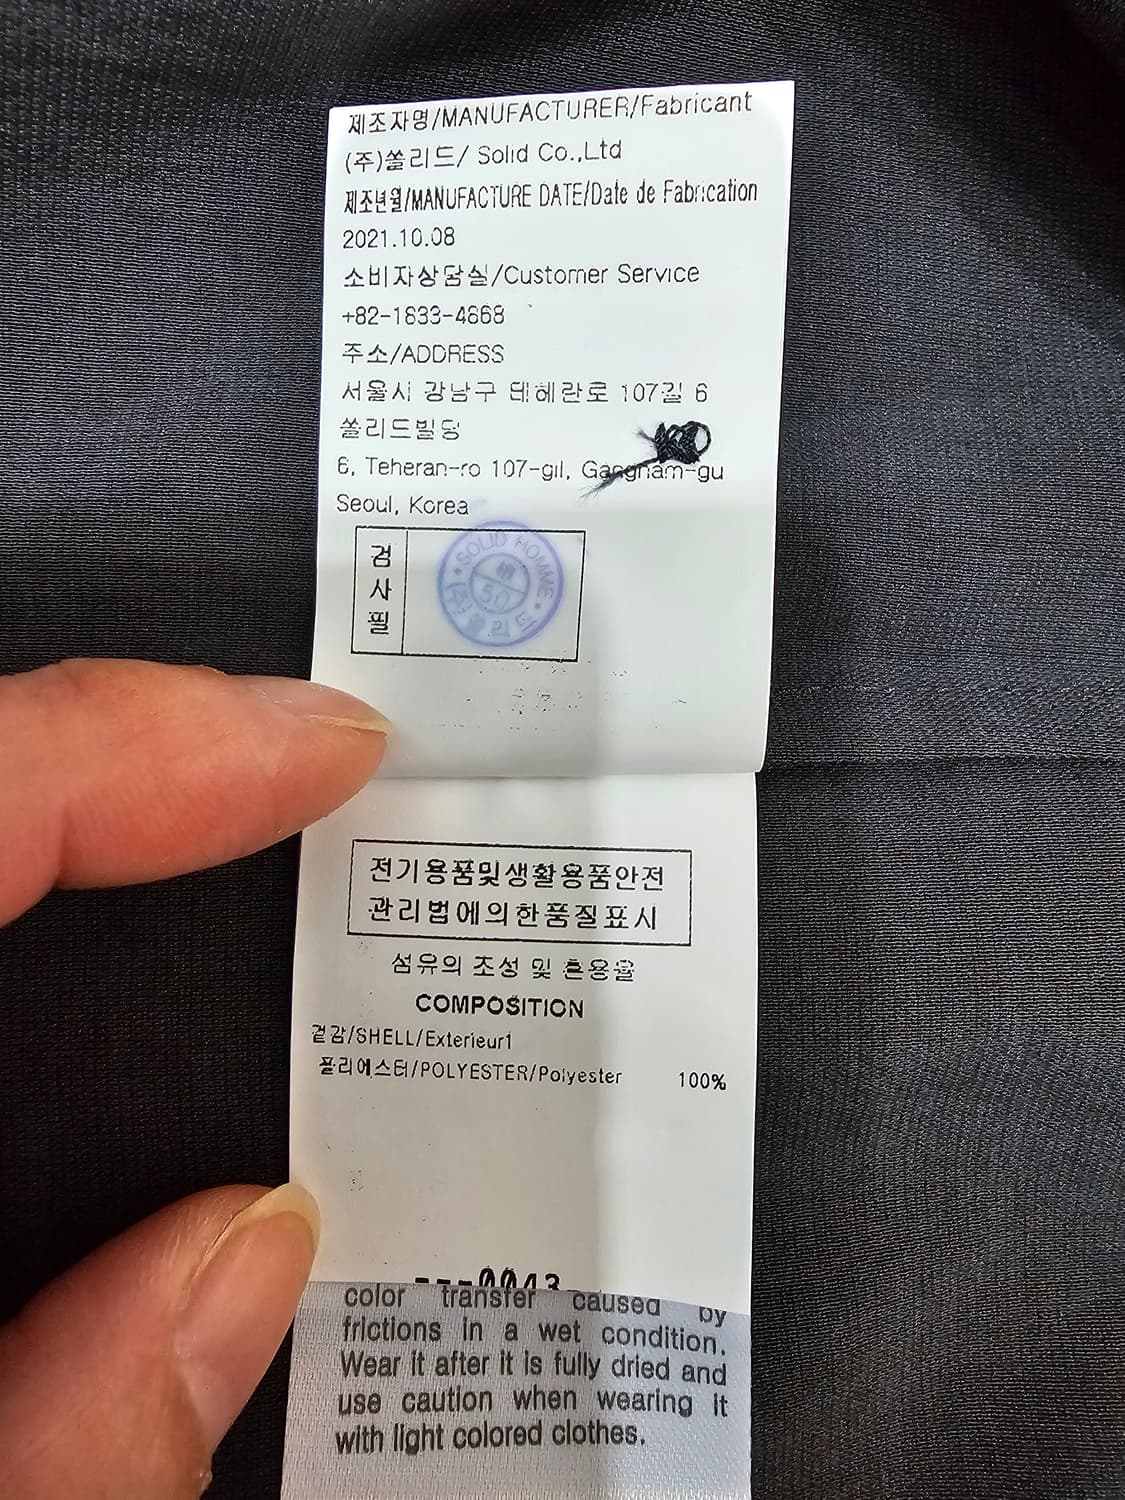 제조자명/MANUFACTURER/Fabricant
(주)쏠리드/ Solid Co.,Ltd
제조년월/MANUFACTURE DATE/Date de Fabrication
2021.10.08
소비자상담실/Customer Service
+82-1833-4668
주소/ADDRESS
서울시 강남구 테헤란로 107길 6
쏠리드빌딩
6, Teheran-ro 107-gil, Gangnam-gu
Seoul, Korea
검사필
SOLID HOMME
50
(주)쏠리드
전기용품및생활용품안전
관리법에의한품질표시
섬유의 조성 및 혼용율
COMPOSITION
겉감/SHELL/Exterieur1
폴리에스터/POLYESTER/Polyester 100%
---0043
color transfer caused by
frictions in a wet condition.
Wear it after it is fully dried and
use caution when wearing it
with light colored clothes.